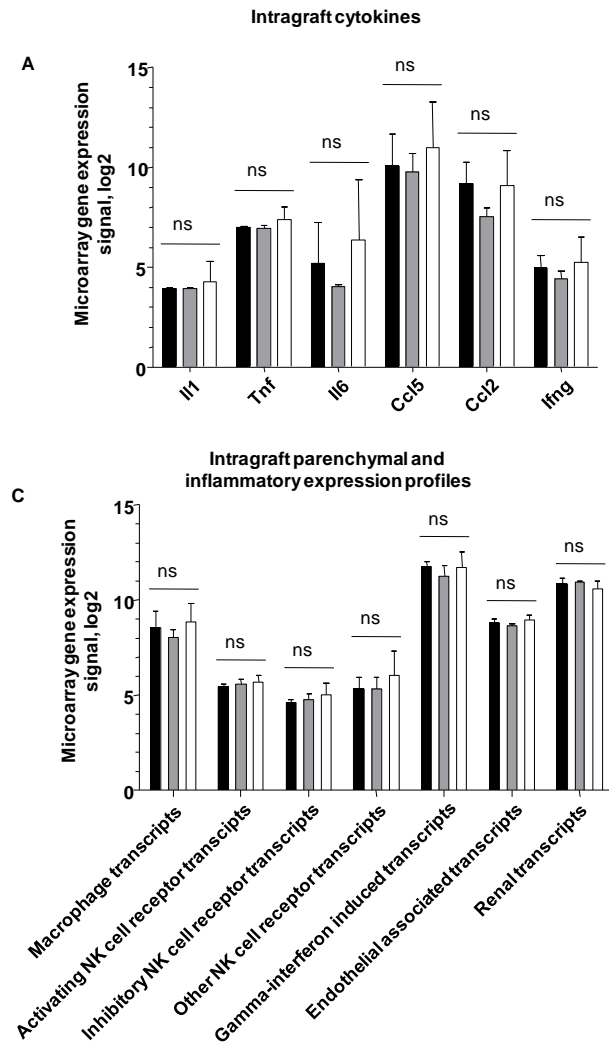 Intragraft cytokines
A
Microarray gene expression
signal, log2
15
10
5
0
ns
ns
ns
ns
ns
ns
Il1
Tnf
Il6
Ccl5
Ccl2
Ifng
Intragraft parenchymal and
inflammatory expression profiles
C
Microarray gene expression
signal, log2
15
10
5
0
ns
ns
ns
ns
ns
ns
ns
Macrophage transcripts
Activating NK cell receptor transcripts
Inhibitory NK cell receptor transcripts
Other NK cell receptor transcripts
Gamma-interferon induced transcripts
Endothelial associated transcripts
Renal transcripts